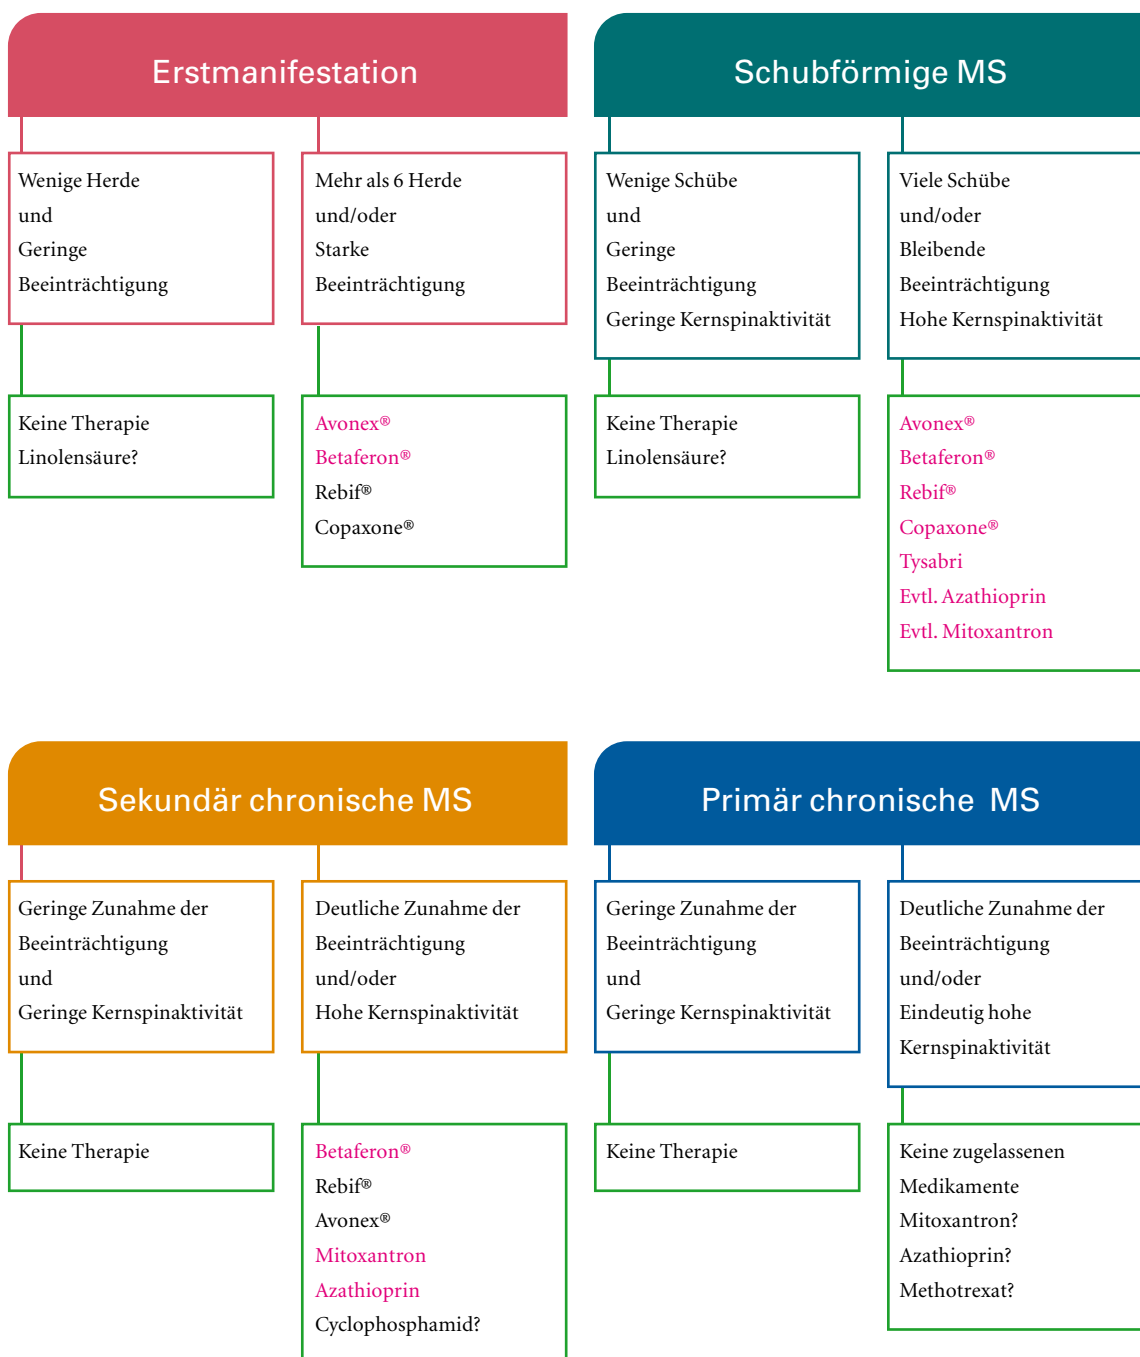 Erstmanifestation
Wenige Herde
und
Geringe
Beeinträchtigung
Mehr als 6 Herde
und/oder
Starke
Beeinträchtigung
Keine Therapie
Linolensäure?
Avonex®
Betaferon®
Rebif®
Copaxone®
Schubförmige MS
Wenige Schübe
und
Geringe
Beeinträchtigung
Geringe Kernspinaktivität
Viele Schübe
und/oder
Bleibende
Beeinträchtigung
Hohe Kernspinaktivität
Keine Therapie
Linolensäure?
Avonex®
Betaferon®
Rebif®
Copaxone®
Tysabri
Evtl. Azathioprin
Evtl. Mitoxantron
Sekundär chronische MS
Geringe Zunahme der
Beeinträchtigung
und
Geringe Kernspinaktivität
Deutliche Zunahme der
Beeinträchtigung
und/oder
Hohe Kernspinaktivität
Keine Therapie
Betaferon®
Rebif®
Avonex®
Mitoxantron
Azathioprin
Cyclophosphamid?
Primär chronische MS
Geringe Zunahme der
Beeinträchtigung
und
Geringe Kernspinaktivität
Deutliche Zunahme der
Beeinträchtigung
und/oder
Eindeutig hohe
Kernspinaktivität
Keine Therapie
Keine zugelassenen
Medikamente
Mitoxantron?
Azathioprin?
Methotrexat?